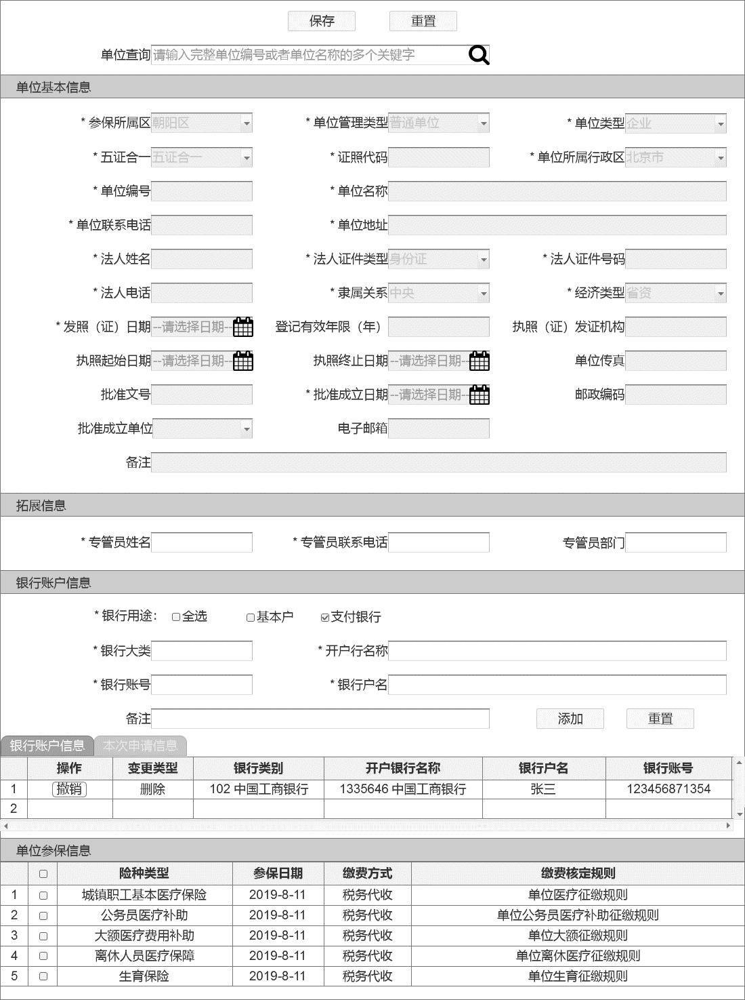 保存 重置
单位查询 请输入完整单位编号或者单位名称的多个关键字
单位基本信息
* 参保所属区 朝阳区 * 单位管理类型 普通单位 * 单位类型 企业
* 五证合一 五证合一 * 证照代码 * 单位所属行政区 北京市
* 单位编号 * 单位名称
* 单位联系电话 * 单位地址
* 法人姓名 * 法人证件类型 身份证 * 法人证件号码
* 法人电话 * 隶属关系 中央 * 经济类型 省资
* 发照（证）日期 --请选择日期-- 登记有效年限（年） 执照（证）发证机构
执照起始日期 --请选择日期-- 执照终止日期 --请选择日期-- 单位传真
批准文号 * 批准成立日期 --请选择日期-- 邮政编码
批准成立单位 电子邮箱
备注
拓展信息
* 专管员姓名 * 专管员联系电话 专管员部门
银行账户信息
* 银行用途： 全选 基本户 支付银行
* 银行大类 * 开户行名称
* 银行账号 * 银行户名
备注 添加 重置
银行账户信息 本次申请信息
操作 变更类型 银行类别 开户银行名称 银行户名 银行账号
1 撤销 删除 102 中国工商银行 1335646 中国工商银行 张三 123456871354
2
单位参保信息
险种类型 参保日期 缴费方式 缴费核定规则
1 城镇职工基本医疗保险 2019-8-11 税务代收 单位医疗征缴规则
2 公务员医疗补助 2019-8-11 税务代收 单位公务员医疗补助征缴规则
3 大额医疗费用补助 2019-8-11 税务代收 单位大额征缴规则
4 离休人员医疗保障 2019-8-11 税务代收 单位离休医疗征缴规则
5 生育保险 2019-8-11 税务代收 单位生育征缴规则